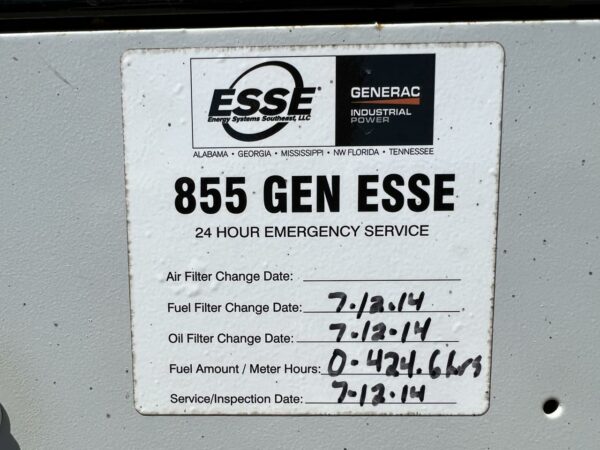 ESSE®
Energy Systems Southeast, LLC
GENERAC
INDUSTRIAL
POWER
ALABAMA • GEORGIA • MISSISSIPPI • NW FLORIDA • TENNESSEE
855 GEN ESSE
24 HOUR EMERGENCY SERVICE
Air Filter Change Date:
Fuel Filter Change Date: 7-12.14
Oil Filter Change Date: 7-12-14
Fuel Amount / Meter Hours: 0-424.6hrs
Service/Inspection Date: 7-12-14